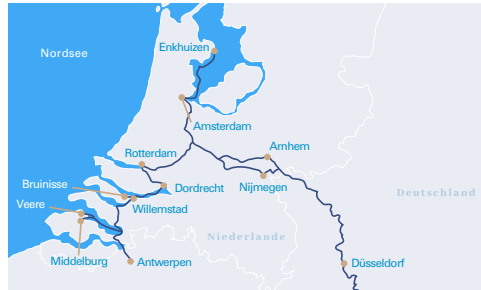 Enkhuizen
Nordsee
Amsterdam
Arnhem
Rotterdam
Bruinisse
Dordrecht
Nijmegen
Deutschland
Veere
Willemstad
Niederlande
Middelburg
Antwerpen
Düsseldorf